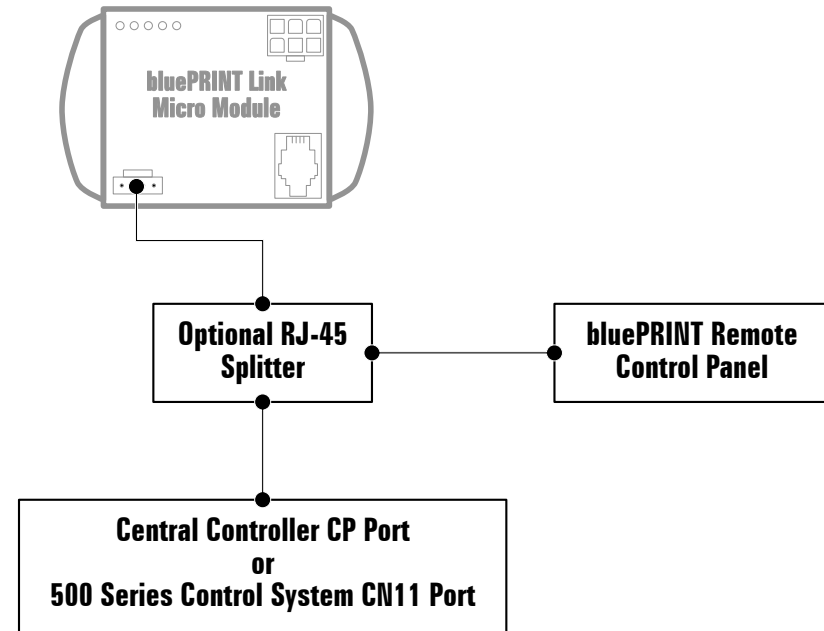 bluePRINT Link
Micro Module
Optional RJ-45
Splitter
bluePRINT Remote
Control Panel
Central Controller CP Port
or
500 Series Control System CN11 Port